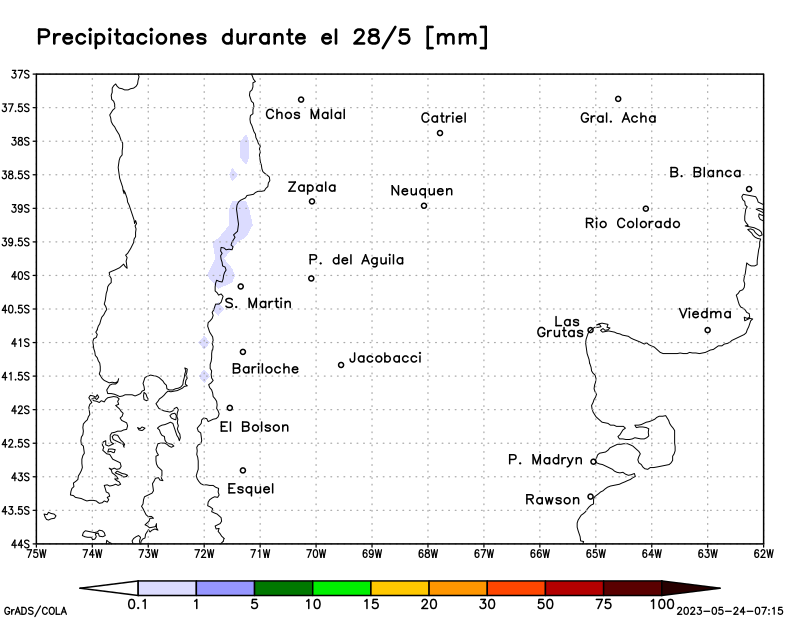 Precipitaciones durante el 28/5 [mm]
37S
37.5S
Chos Malal
Catriel
Gral. Acha
38S
38.5S
B. Blanca
Zapala
Neuquen
39S
Rio Colorado
39.5S
P. del Aguila
40S
S. Martin
40.5S
Las
Grutas
Viedma
41S
Bariloche
Jacobacci
41.5S
42S
El Bolson
42.5S
P. Madryn
43S
Esquel
Rawson
43.5S
44S
75W 74W 73W 72W 71W 70W 69W 68W 67W 66W 65W 64W 63W 62W
0.1 1 5 10 15 20 30 50 75 100
GrADS/COLA 2023-05-24-07:15